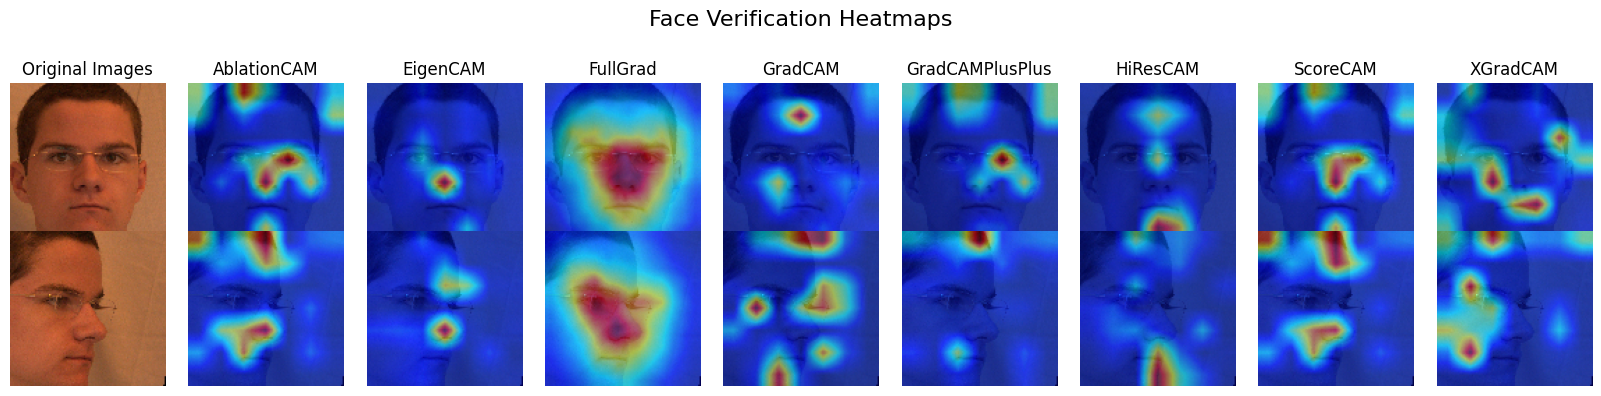 Face Verification Heatmaps
Original Images
AblationCAM
EigenCAM
FullGrad
GradCAM
GradCAMPlusPlus
HiResCAM
ScoreCAM
XGradCAM